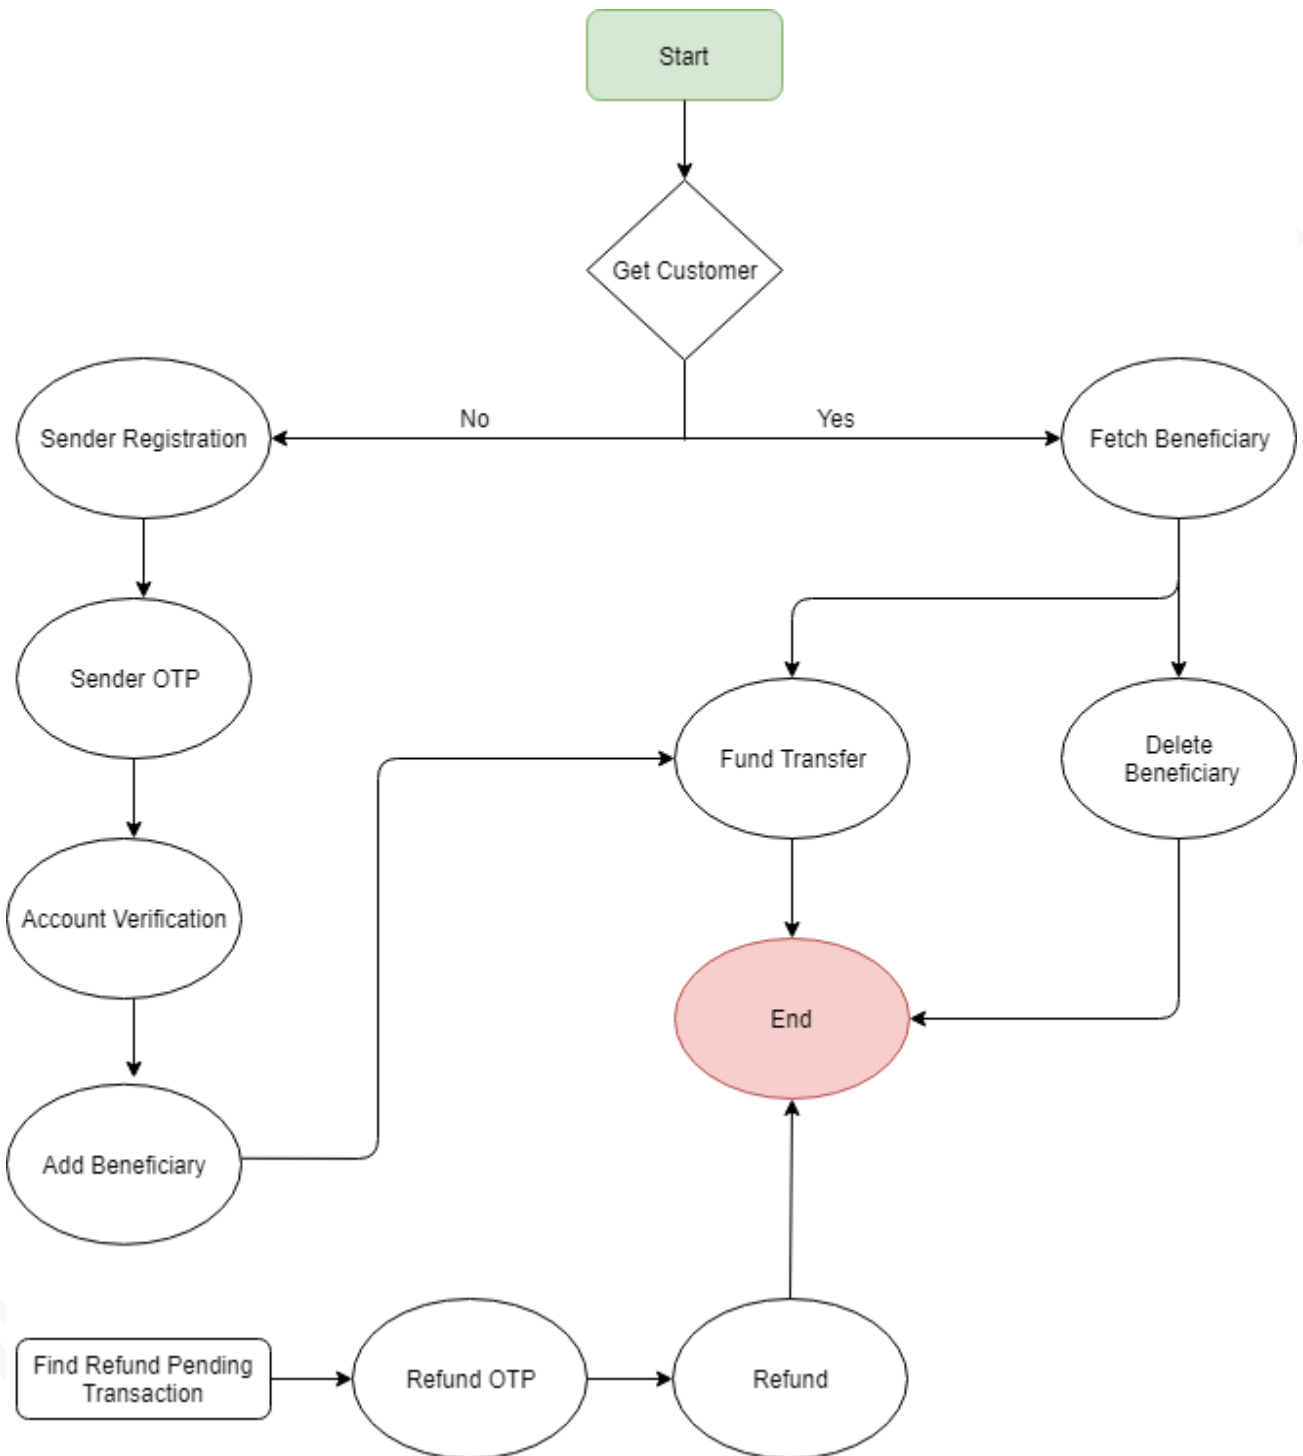 Start
Get Customer
No
Yes
Sender Registration
Fetch Beneficiary
Sender OTP
Fund Transfer
Delete
Beneficiary
Account Verification
End
Add Beneficiary
Find Refund Pending
Transaction
Refund OTP
Refund